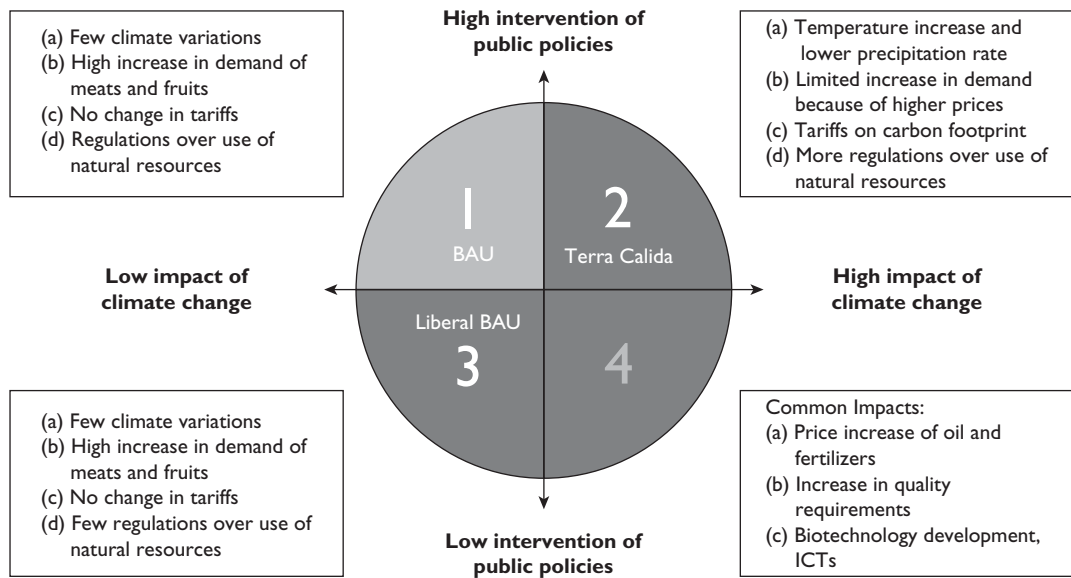 High intervention of
public policies
(a) Few climate variations
(b) High increase in demand of
meats and fruits
(c) No change in tariffs
(d) Regulations over use of
natural resources
(a) Temperature increase and
lower precipitation rate
(b) Limited increase in demand
because of higher prices
(c) Tariffs on carbon footprint
(d) More regulations over use of
natural resources
1
BAU
2
Terra Calida
Low impact of
climate change
High impact of
climate change
Liberal BAU
3
4
(a) Few climate variations
(b) High increase in demand of
meats and fruits
(c) No change in tariffs
(d) Few regulations over use of
natural resources
Common Impacts:
(a) Price increase of oil and
fertilizers
(b) Increase in quality
requirements
(c) Biotechnology development,
ICTs
Low intervention of
public policies